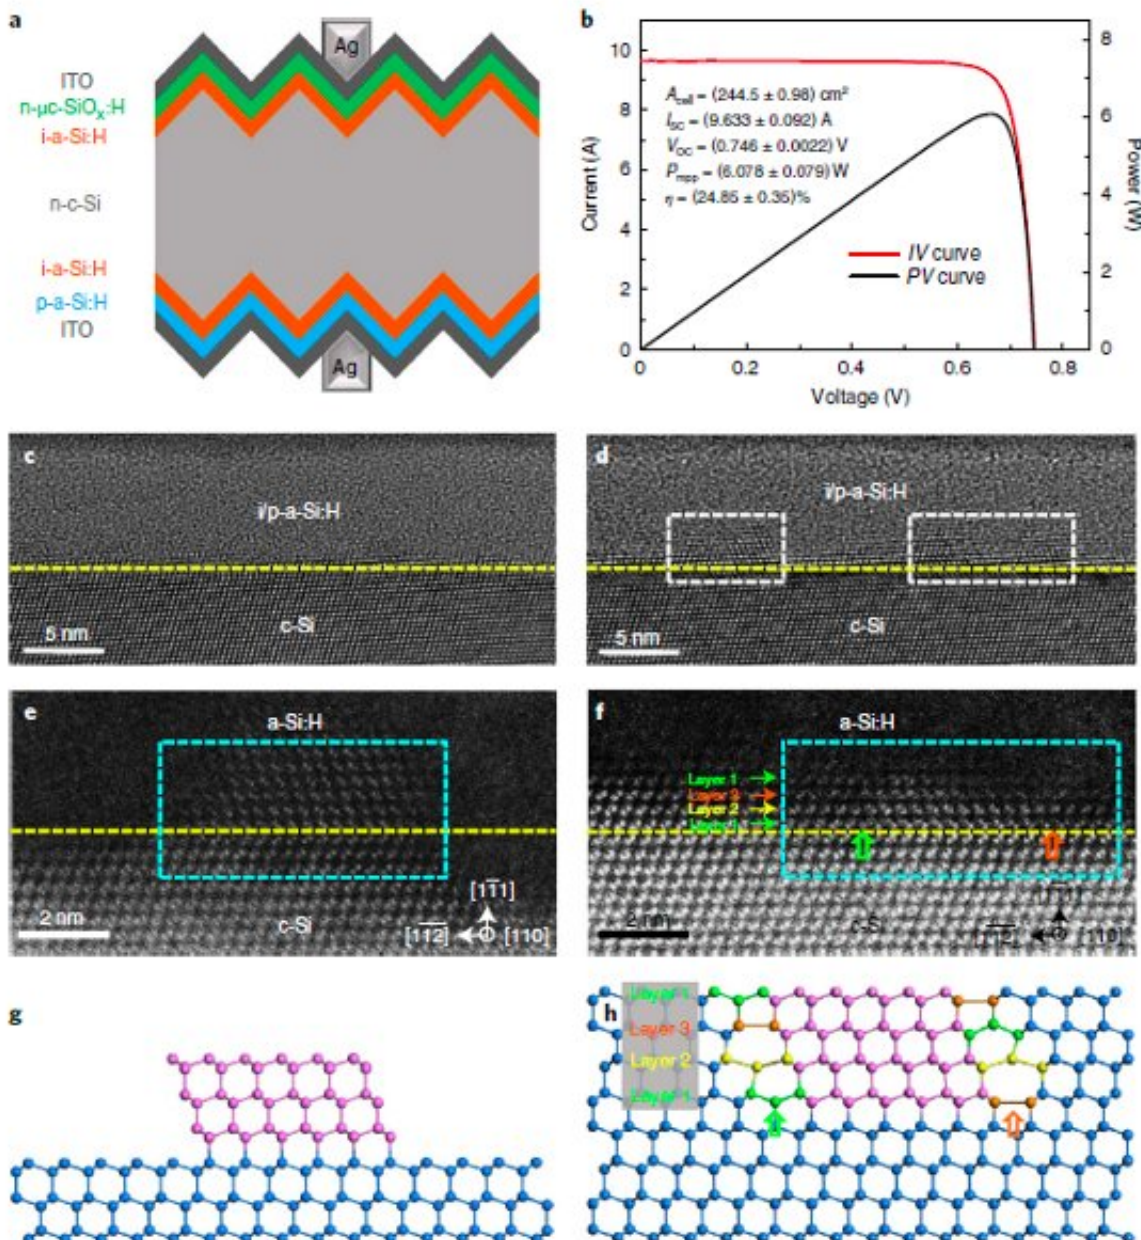 a
Ag
ITO
n-μc-SiOₓ:H
i-a-Si:H
n-c-Si
i-a-Si:H
p-a-Si:H
ITO
Ag
b
10
8
6
4
2
0
Current (A)
8
6
4
2
0
Power (W)
A_cell = (244.5 ± 0.98) cm²
I_SC = (9.633 ± 0.092) A
V_OC = (0.746 ± 0.0022) V
P_mpp = (6.078 ± 0.079) W
η = (24.85 ± 0.35)%
IV curve
PV curve
0 0.2 0.4 0.6 0.8
Voltage (V)
c
i/p-a-Si:H
c-Si
5 nm
d
i/p-a-Si:H
c-Si
5 nm
e
a-Si:H
[11̅1]
2 nm
c-Si
[1̅1̅2̅] [110]
f
a-Si:H
Layer 1
Layer 3
Layer 2
Layer 1
2 nm
c-Si
[110]
g
h
Layer 1
Layer 3
Layer 2
Layer 1